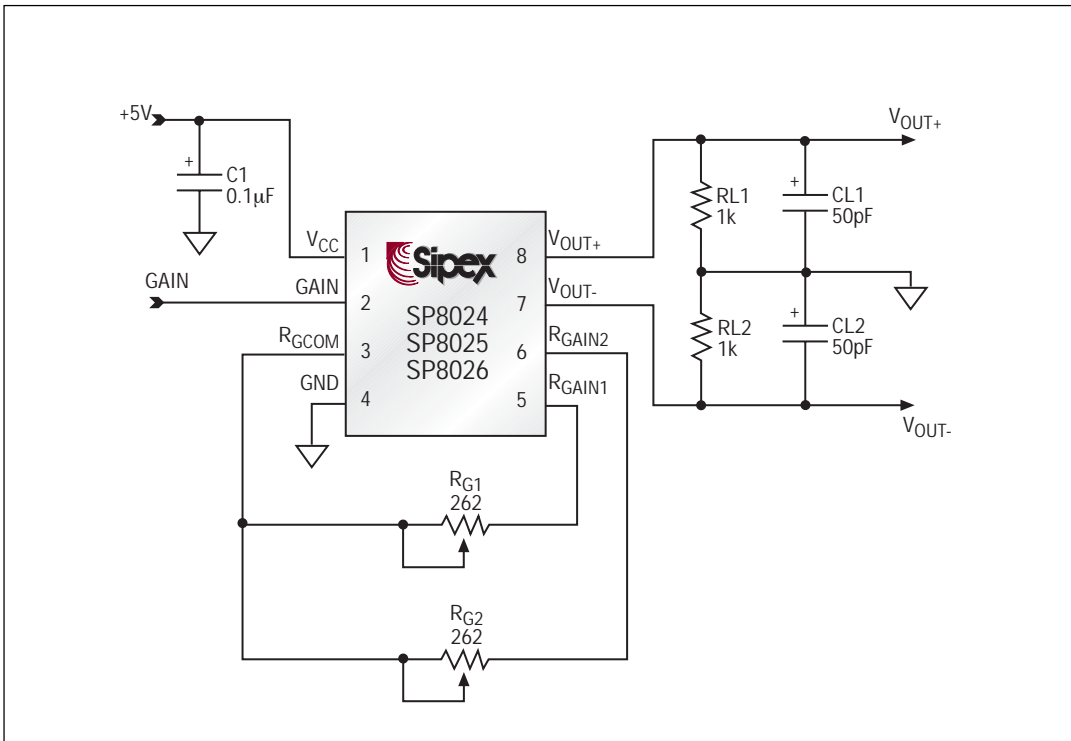 +5V
+
C1
0.1µF
VCC
1
GAIN
GAIN
2
RGCOM
3
GND
4
Sipex
SP8024
SP8025
SP8026
8
VOUT+
7
VOUT-
6
RGAIN2
5
RGAIN1
VOUT+
RL1
1k
+
CL1
50pF
RL2
1k
+
CL2
50pF
VOUT-
RG1
262
RG2
262